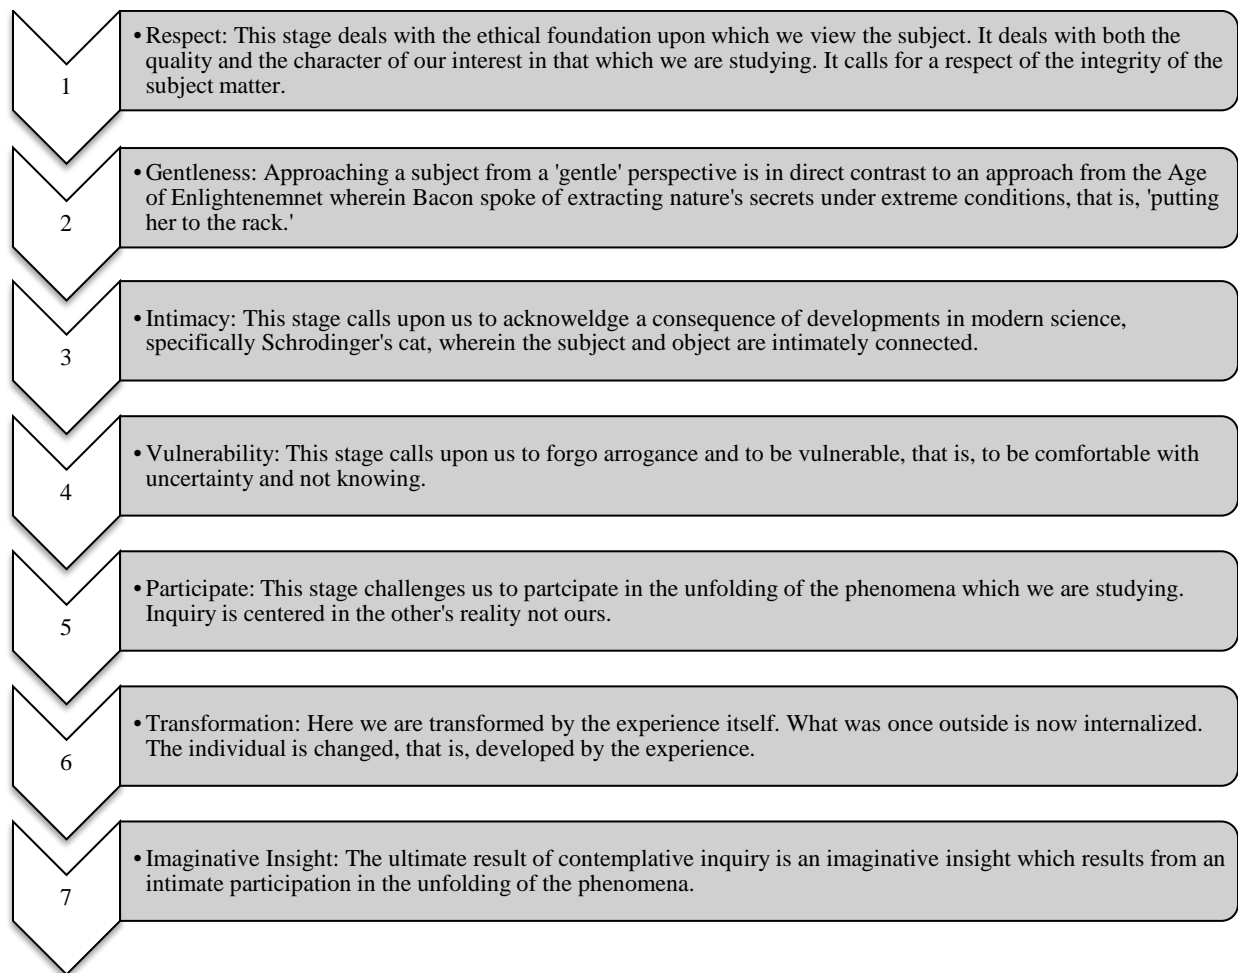 1
• Respect: This stage deals with the ethical foundation upon which we view the subject. It deals with both the
quality and the character of our interest in that which we are studying. It calls for a respect of the integrity of the
subject matter.
2
• Gentleness: Approaching a subject from a 'gentle' perspective is in direct contrast to an approach from the Age
of Enlightenemnet wherein Bacon spoke of extracting nature's secrets under extreme conditions, that is, 'putting
her to the rack.'
3
• Intimacy: This stage calls upon us to acknoweldge a consequence of developments in modern science,
specifically Schrodinger's cat, wherein the subject and object are intimately connected.
4
• Vulnerability: This stage calls upon us to forgo arrogance and to be vulnerable, that is, to be comfortable with
uncertainty and not knowing.
5
• Participate: This stage challenges us to partcipate in the unfolding of the phenomena which we are studying.
Inquiry is centered in the other's reality not ours.
6
• Transformation: Here we are transformed by the experience itself. What was once outside is now internalized.
The individual is changed, that is, developed by the experience.
7
• Imaginative Insight: The ultimate result of contemplative inquiry is an imaginative insight which results from an
intimate participation in the unfolding of the phenomena.